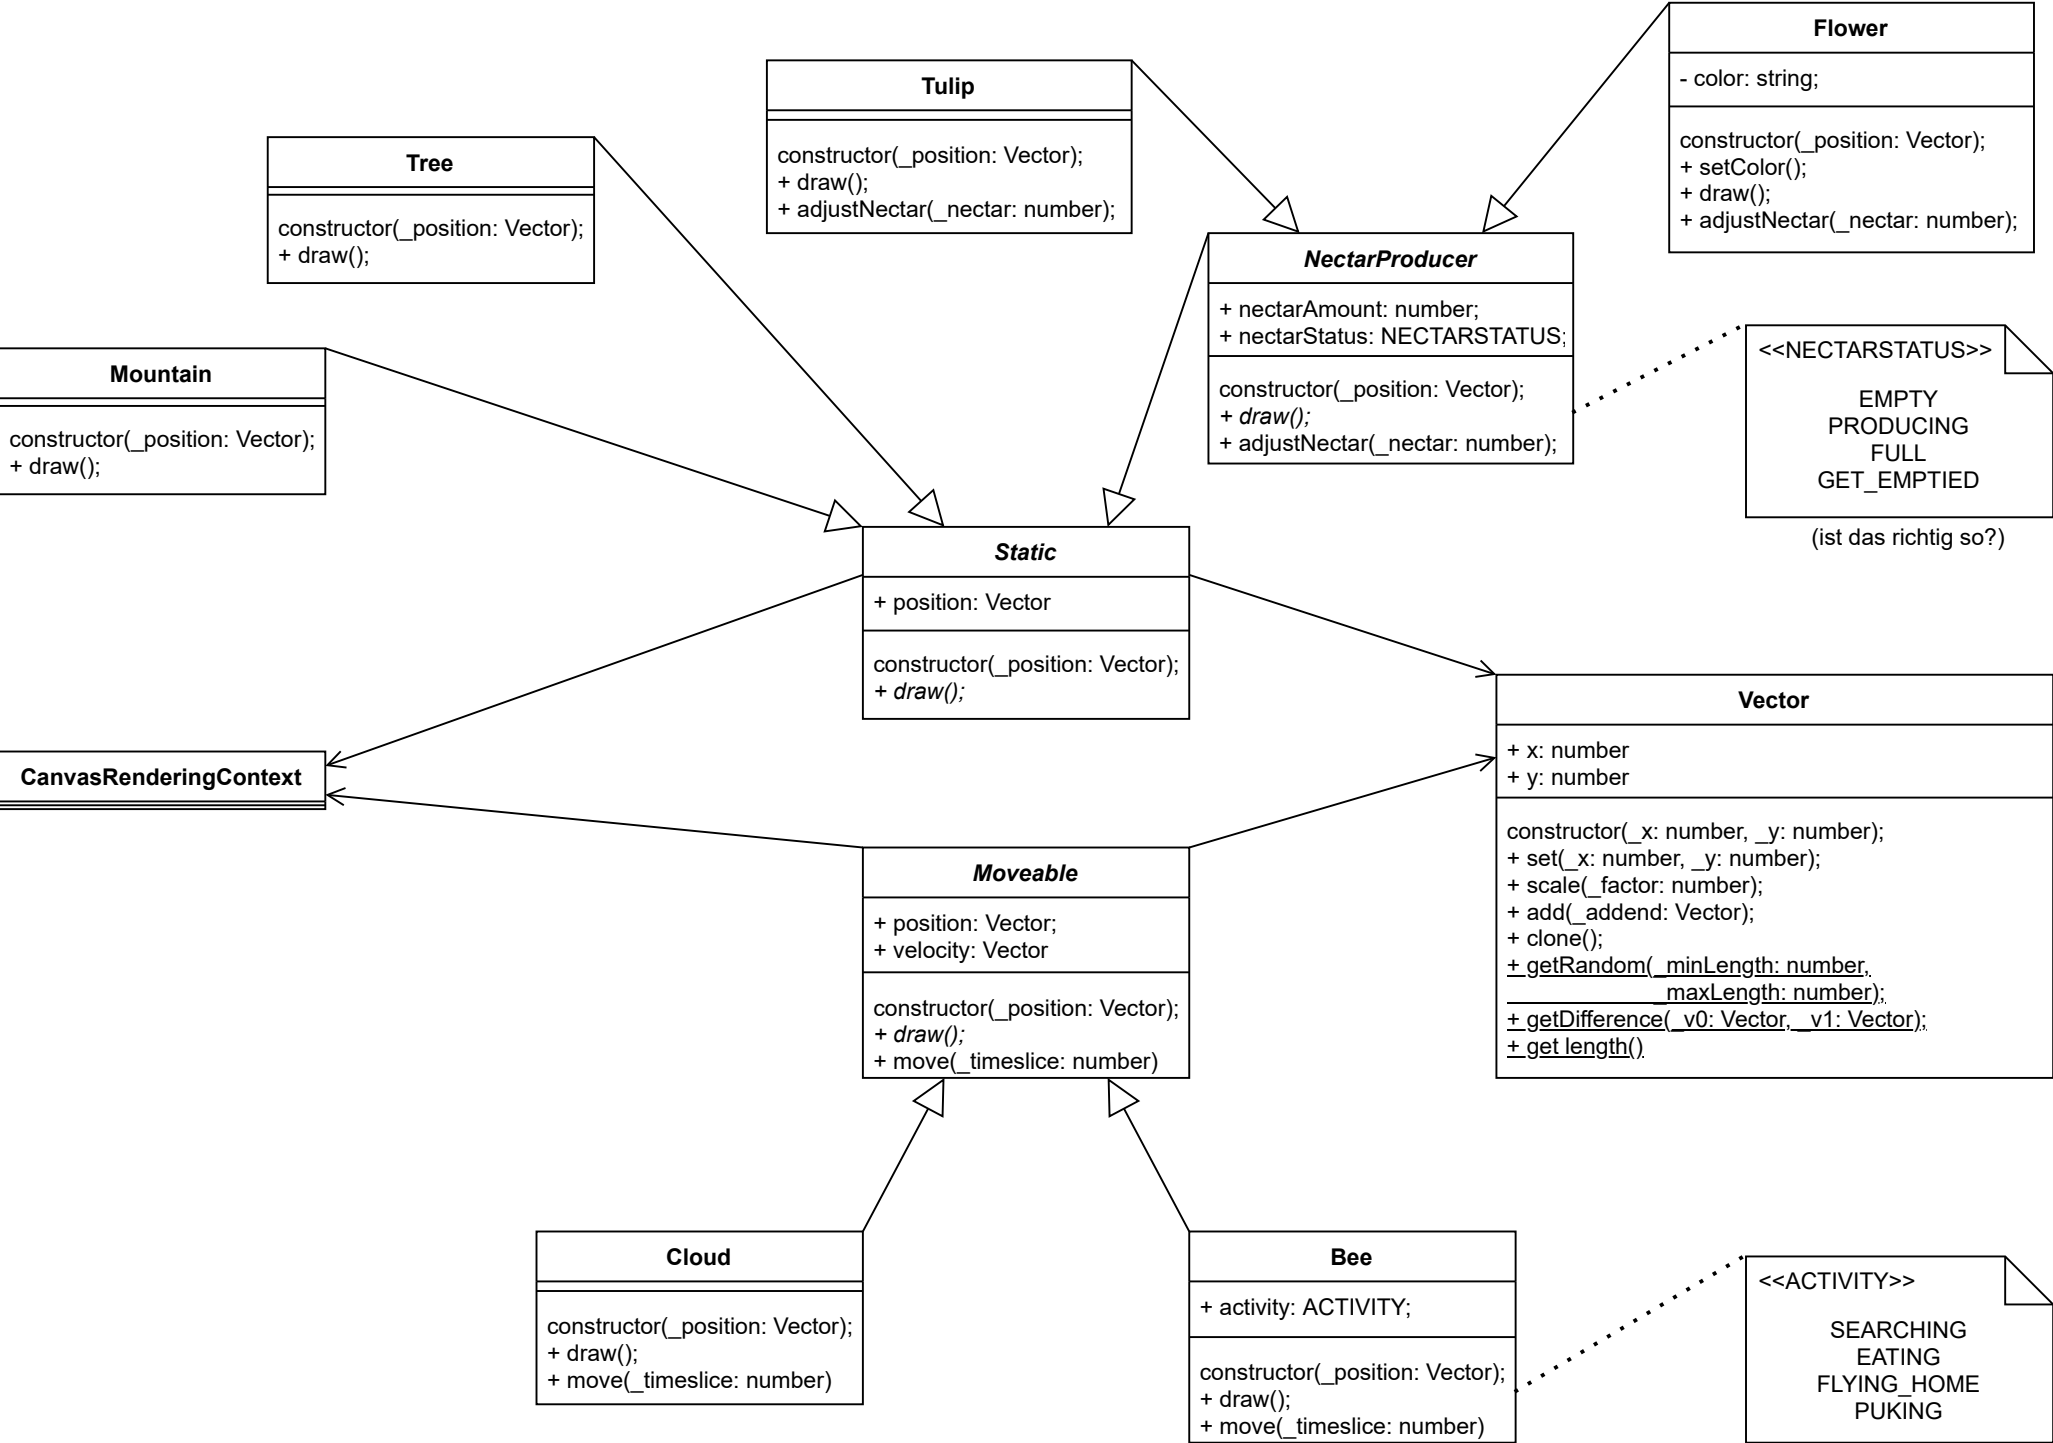 Flower
- color: string;
constructor(_position: Vector);
+ setColor();
+ draw();
+ adjustNectar(_nectar: number);
Tulip
constructor(_position: Vector);
+ draw();
+ adjustNectar(_nectar: number);
Tree
constructor(_position: Vector);
+ draw();
NectarProducer
+ nectarAmount: number;
+ nectarStatus: NECTARSTATUS;
constructor(_position: Vector);
+ draw();
+ adjustNectar(_nectar: number);
<<NECTARSTATUS>>
EMPTY
PRODUCING
FULL
GET_EMPTIED
(ist das richtig so?)
Mountain
constructor(_position: Vector);
+ draw();
Static
+ position: Vector
constructor(_position: Vector);
+ draw();
CanvasRenderingContext
Vector
+ x: number
+ y: number
constructor(_x: number, _y: number);
+ set(_x: number, _y: number);
+ scale(_factor: number);
+ add(_addend: Vector);
+ clone();
+ getRandom(_minLength: number,
_maxLength: number);
+ getDifference(_v0: Vector, _v1: Vector);
+ get length()
Moveable
+ position: Vector;
+ velocity: Vector
constructor(_position: Vector);
+ draw();
+ move(_timeslice: number)
Cloud
constructor(_position: Vector);
+ draw();
+ move(_timeslice: number)
Bee
+ activity: ACTIVITY;
constructor(_position: Vector);
+ draw();
+ move(_timeslice: number)
<<ACTIVITY>>
SEARCHING
EATING
FLYING_HOME
PUKING